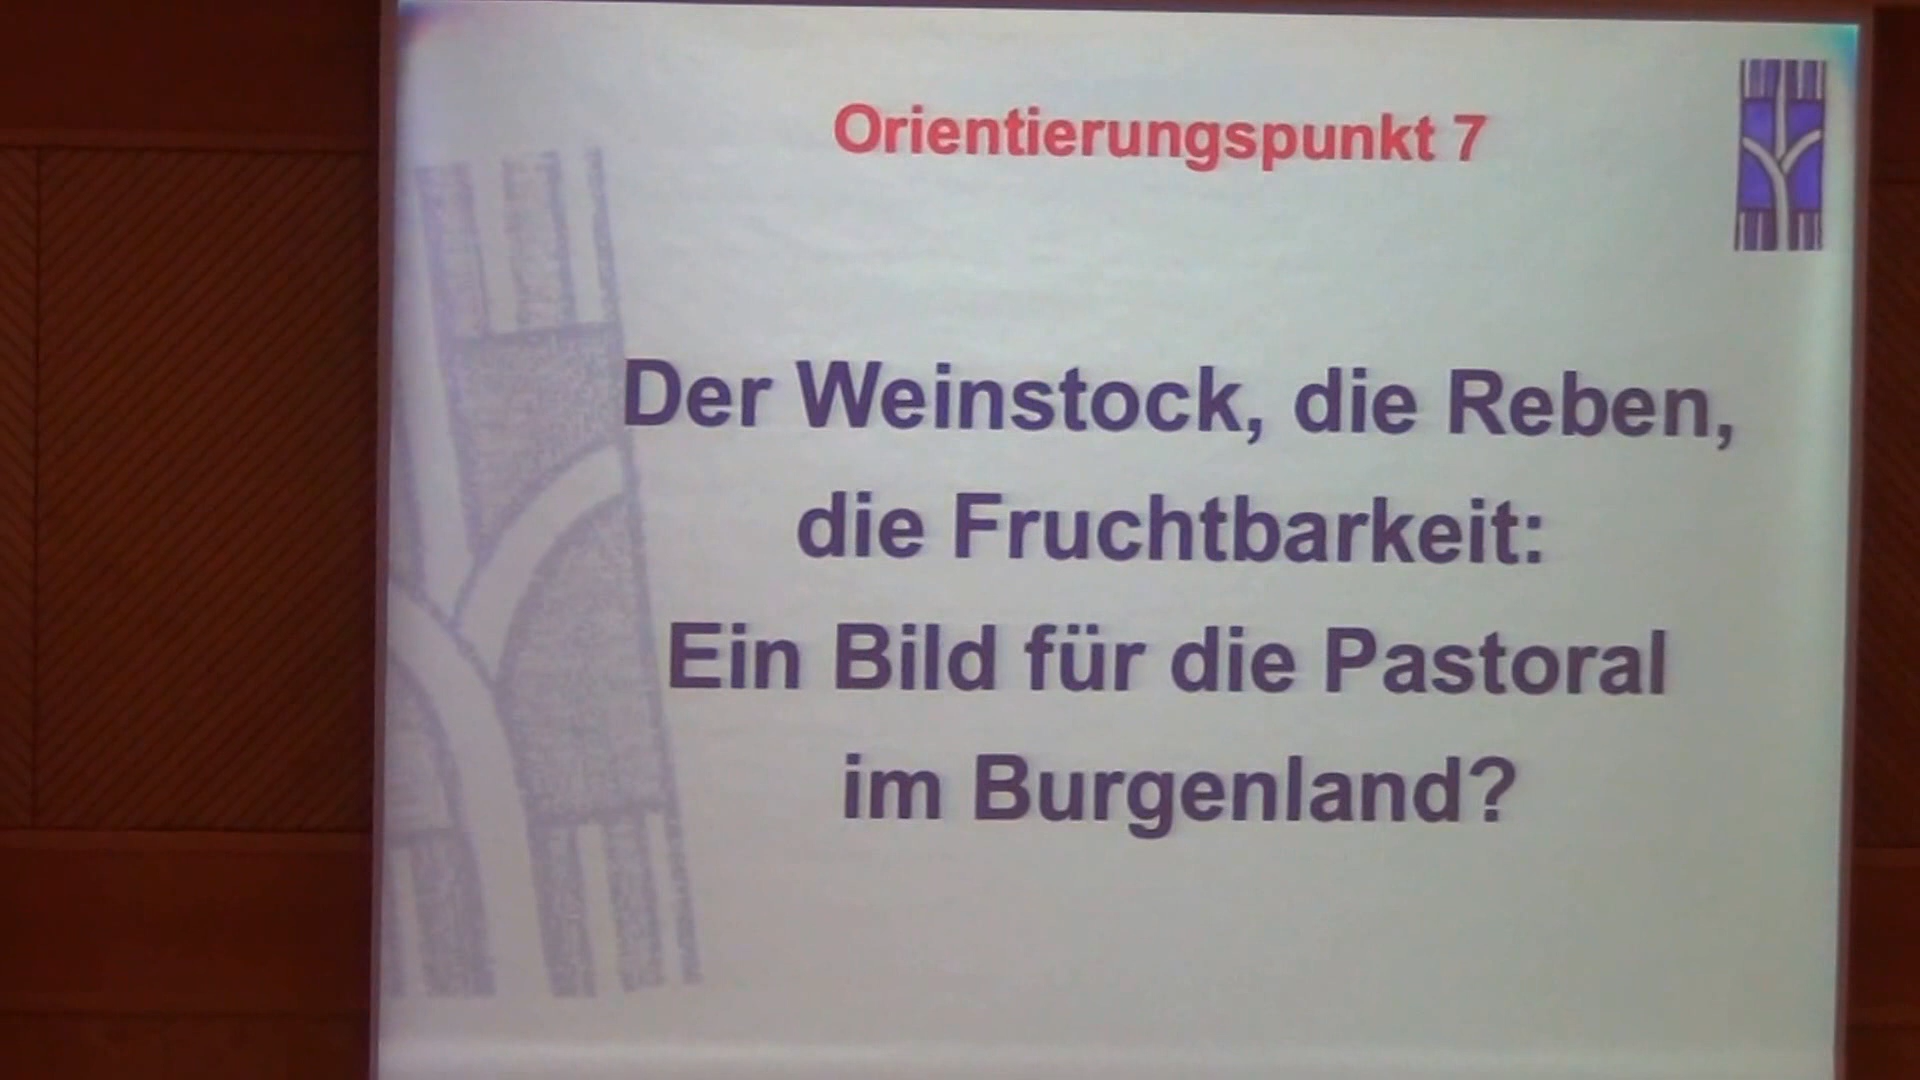 Orientierungspunkt 7
Der Weinstock, die Reben,
die Fruchtbarkeit:
Ein Bild für die Pastoral
im Burgenland?